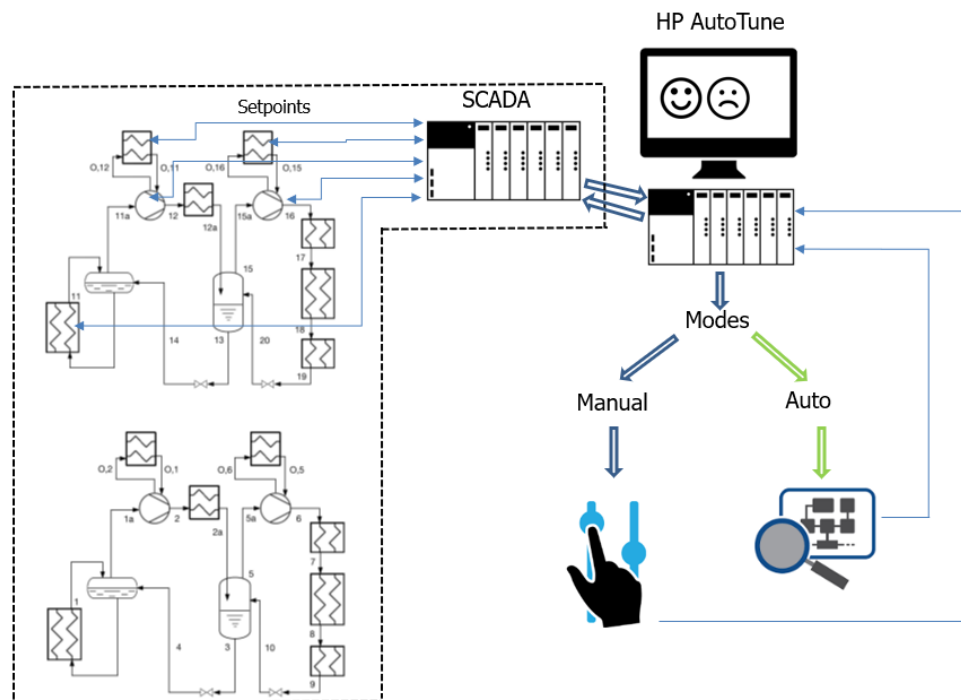 HP AutoTune
SCADA
Setpoints
O,12
O,11
O,16
O,15
11a
12
12a
15a
16
17
15
11
14
13
20
18
19
Modes
Manual
Auto
O,2
O,1
O,6
O,5
1a
2
2a
5a
6
7
5
1
4
3
10
8
9